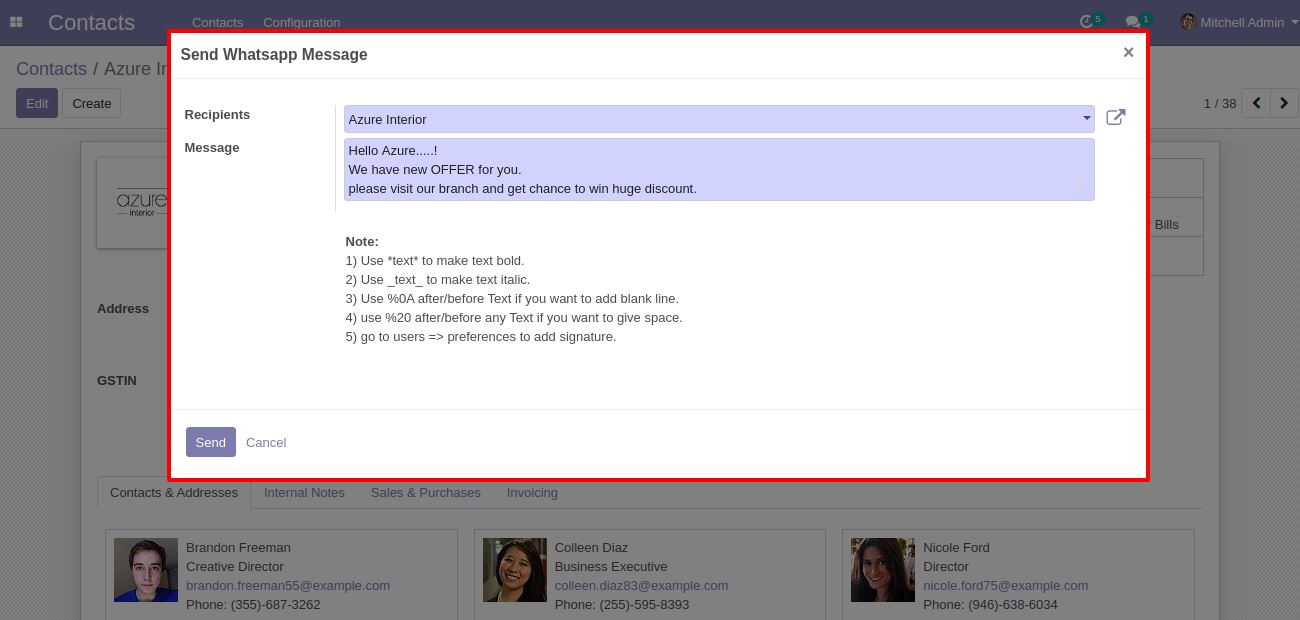 Contacts
Contacts Configuration
5
1
Mitchell Admin
Contacts / Azure In
Edit Create
1 / 38
Send Whatsapp Message ×
Recipients
Azure Interior
Message
Hello Azure.....!
We have new OFFER for you.
please visit our branch and get chance to win huge discount.
Note:
1) Use *text* to make text bold.
2) Use _text_ to make text italic.
3) Use %0A after/before Text if you want to add blank line.
4) use %20 after/before any Text if you want to give space.
5) go to users => preferences to add signature.
Send Cancel
azure
interior
Bills
Address
GSTIN
Contacts & Addresses Internal Notes Sales & Purchases Invoicing
Brandon Freeman
Creative Director
brandon.freeman55@example.com
Phone: (355)-687-3262
Colleen Diaz
Business Executive
colleen.diaz83@example.com
Phone: (255)-595-8393
Nicole Ford
Director
nicole.ford75@example.com
Phone: (946)-638-6034